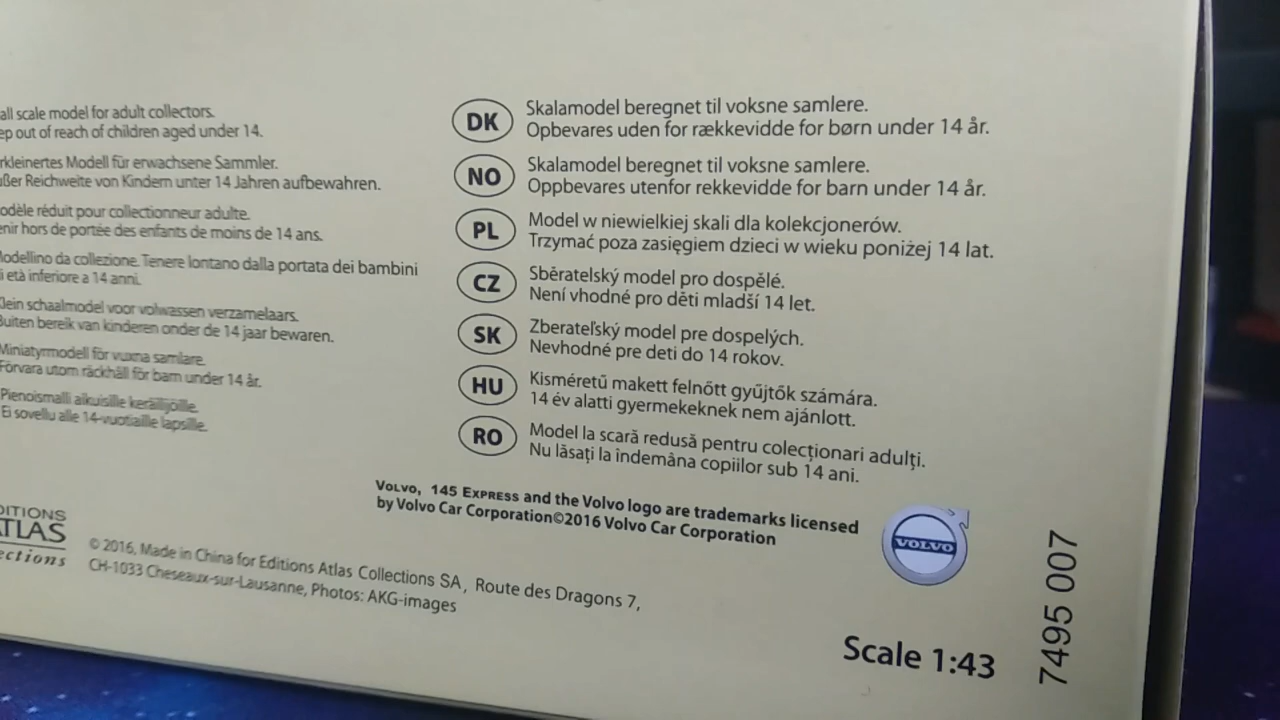 all scale model for adult collectors.
ep out of reach of children aged under 14.
rkleinertes Modell für erwachsene Sammler.
ußer Reichweite von Kindern unter 14 Jahren aufbewahren.
odèle réduit pour collectionneur adulte.
enir hors de portée des enfants de moins de 14 ans.
Modellino da collezione. Tenere lontano dalla portata dei bambini
i età inferiore a 14 anni.
Klein schaalmodel voor volwassen verzamelaars.
Buiten bereik van kinderen onder de 14 jaar bewaren.
Miniatyrmodell för vuxna samlare.
Förvara utom räckhåll för barn under 14 år.
Pienoismalli aikuisille keräilijöille.
Ei sovellu alle 14-vuotiaille lapsille.
DK Skalamodel beregnet til voksne samlere.
Opbevares uden for rækkevidde for børn under 14 år.
NO Skalamodel beregnet til voksne samlere.
Oppbevares utenfor rekkevidde for barn under 14 år.
PL Model w niewielkiej skali dla kolekcjonerów.
Trzymać poza zasięgiem dzieci w wieku poniżej 14 lat.
CZ Sběratelský model pro dospělé.
Není vhodné pro děti mladší 14 let.
SK Zberateľský model pre dospelých.
Nevhodné pre deti do 14 rokov.
HU Kisméretű makett felnőtt gyűjtők számára.
14 év alatti gyermekeknek nem ajánlott.
RO Model la scară redusă pentru colecționari adulți.
Nu lăsați la îndemâna copiilor sub 14 ani.
VOLVO, 145 EXPRESS and the Volvo logo are trademarks licensed
by Volvo Car Corporation©2016 Volvo Car Corporation
VOLVO
DITIONS
ATLAS
ections
© 2016, Made in China for Editions Atlas Collections SA, Route des Dragons 7,
CH-1033 Cheseaux-sur-Lausanne, Photos: AKG-images
Scale 1:43
7495 007